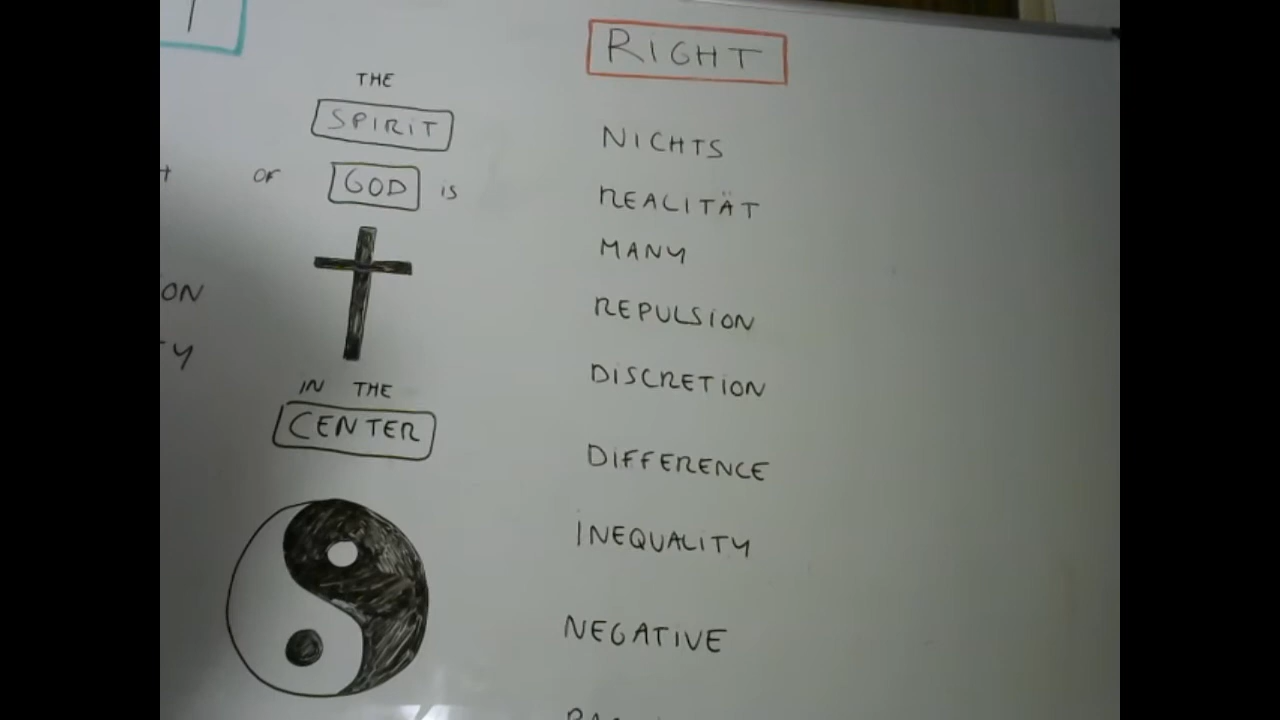 RIGHT
THE
SPIRIT
OF GOD is
IN THE
CENTER
NICHTS
REALITÄT
MANY
REPULSION
DISCRETION
DIFFERENCE
INEQUALITY
NEGATIVE